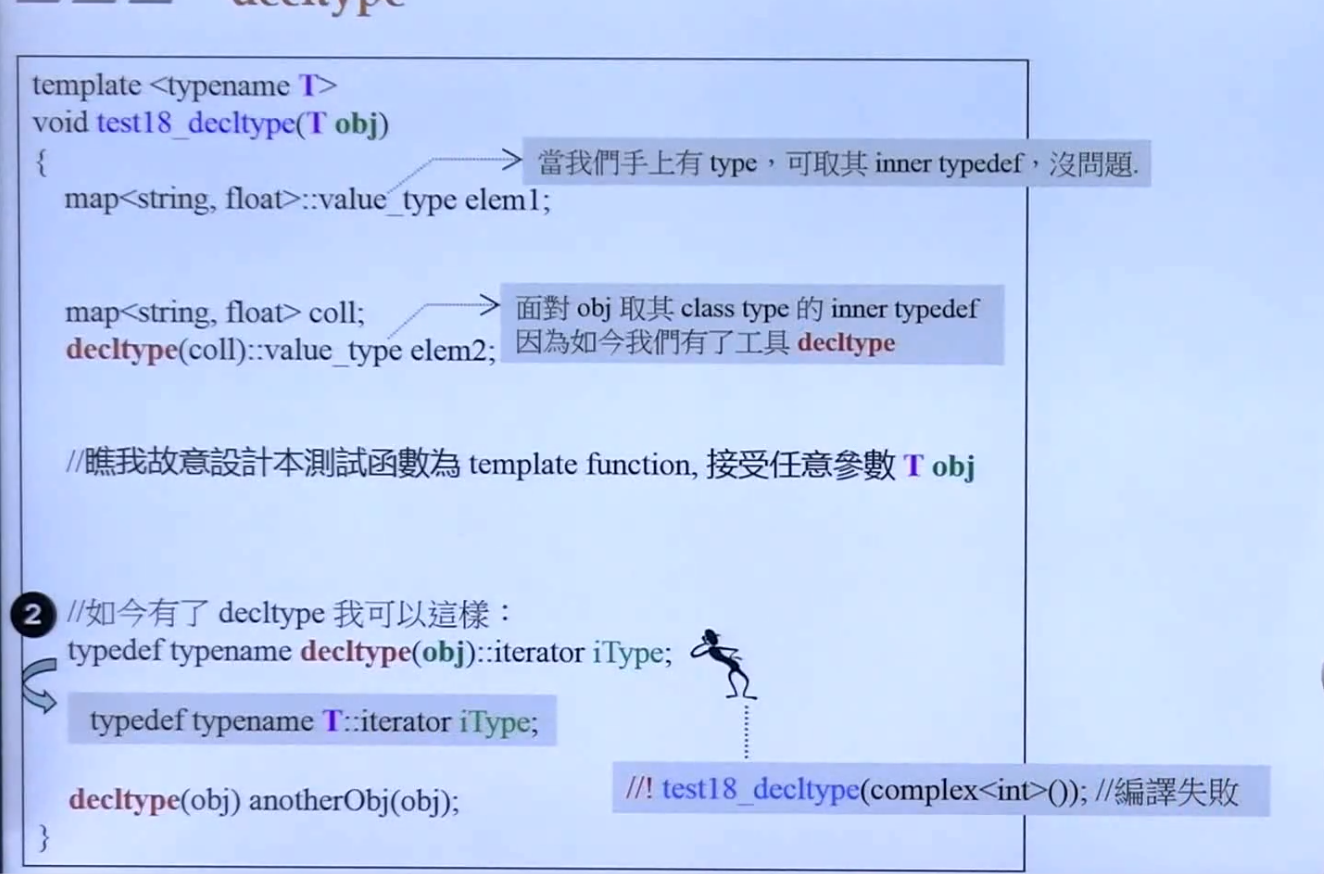 decltype
template <typename T>
void test18_decltype(T obj)
{
當我們手上有 type，可取其 inner typedef，沒問題.
map<string, float>::value_type elem1;
map<string, float> coll;
面對 obj 取其 class type 的 inner typedef
decltype(coll)::value_type elem2;
因為如今我們有了工具 decltype
//瞧我故意設計本測試函數為 template function, 接受任意參數 T obj
2 //如今有了 decltype 我可以這樣：
typedef typename decltype(obj)::iterator iType;
typedef typename T::iterator iType;
//! test18_decltype(complex<int>()); //編譯失敗
decltype(obj) anotherObj(obj);
}